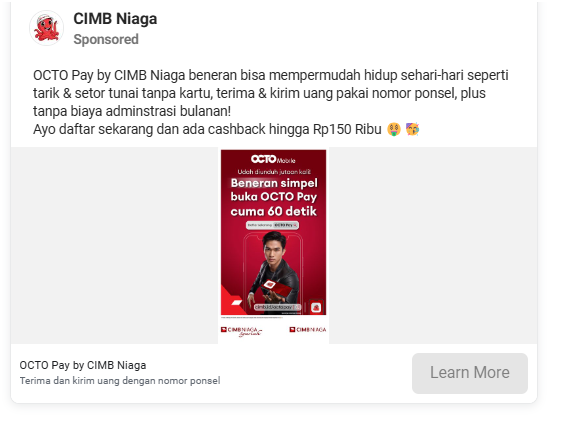 CIMB Niaga
Sponsored
OCTO Pay by CIMB Niaga beneran bisa mempermudah hidup sehari-hari seperti
tarik & setor tunai tanpa kartu, terima & kirim uang pakai nomor ponsel, plus
tanpa biaya adminstrasi bulanan!
Ayo daftar sekarang dan ada cashback hingga Rp150 Ribu 🤑 🥳
OCTO Mobile
Udah diunduh jutaan kali!
Beneran simpel
buka OCTO Pay
cuma 60 detik
OCTO Pay
CIMB NIAGA
Syariah
CIMB NIAGA
OCTO Pay by CIMB Niaga
Terima dan kirim uang dengan nomor ponsel
Learn More